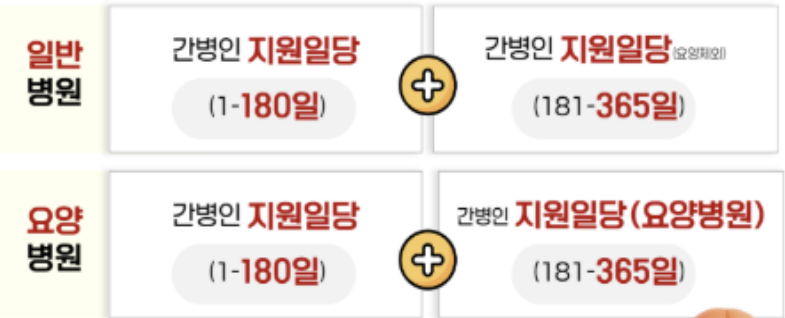 일반
병원
간병인 지원일당
(1-180일)
간병인 지원일당(요양제외)
(181-365일)
요양
병원
간병인 지원일당
(1-180일)
간병인 지원일당(요양병원)
(181-365일)